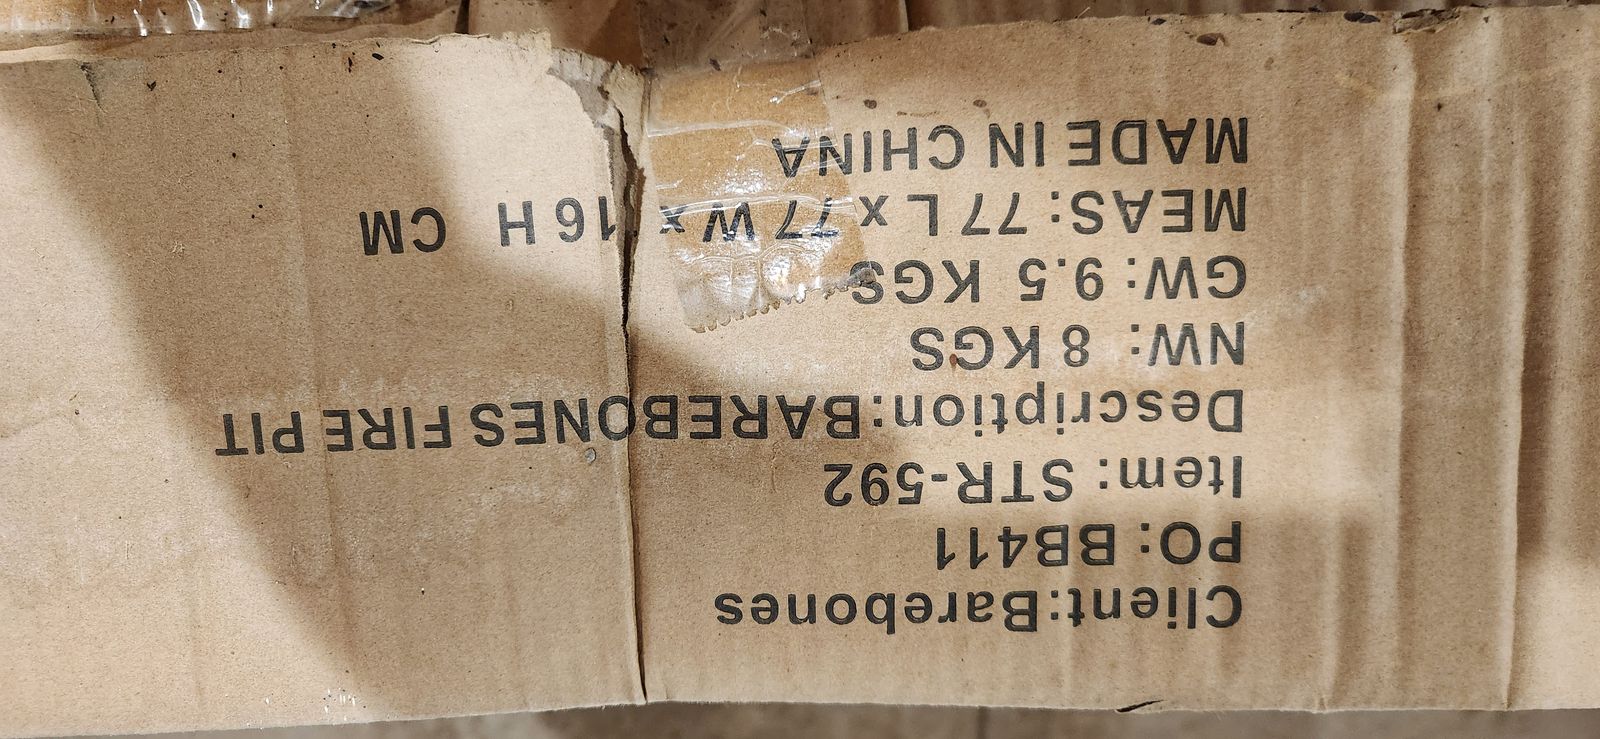 Client:Barebones
PO: BB411
Item: STR-592
Description:BAREBONES FIRE PIT
NW: 8 KGS
GW: 9.5 KGS
MEAS: 77 L x 77 W x 16 H CM
MADE IN CHINA